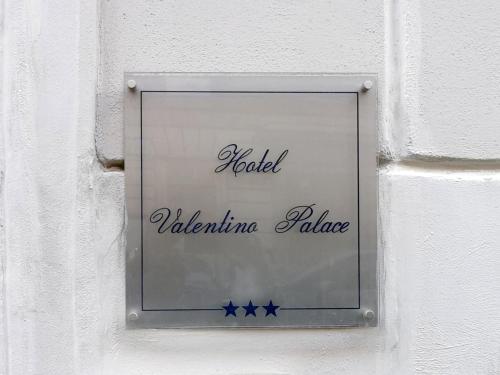 Hotel
Valentino Palace
★★★